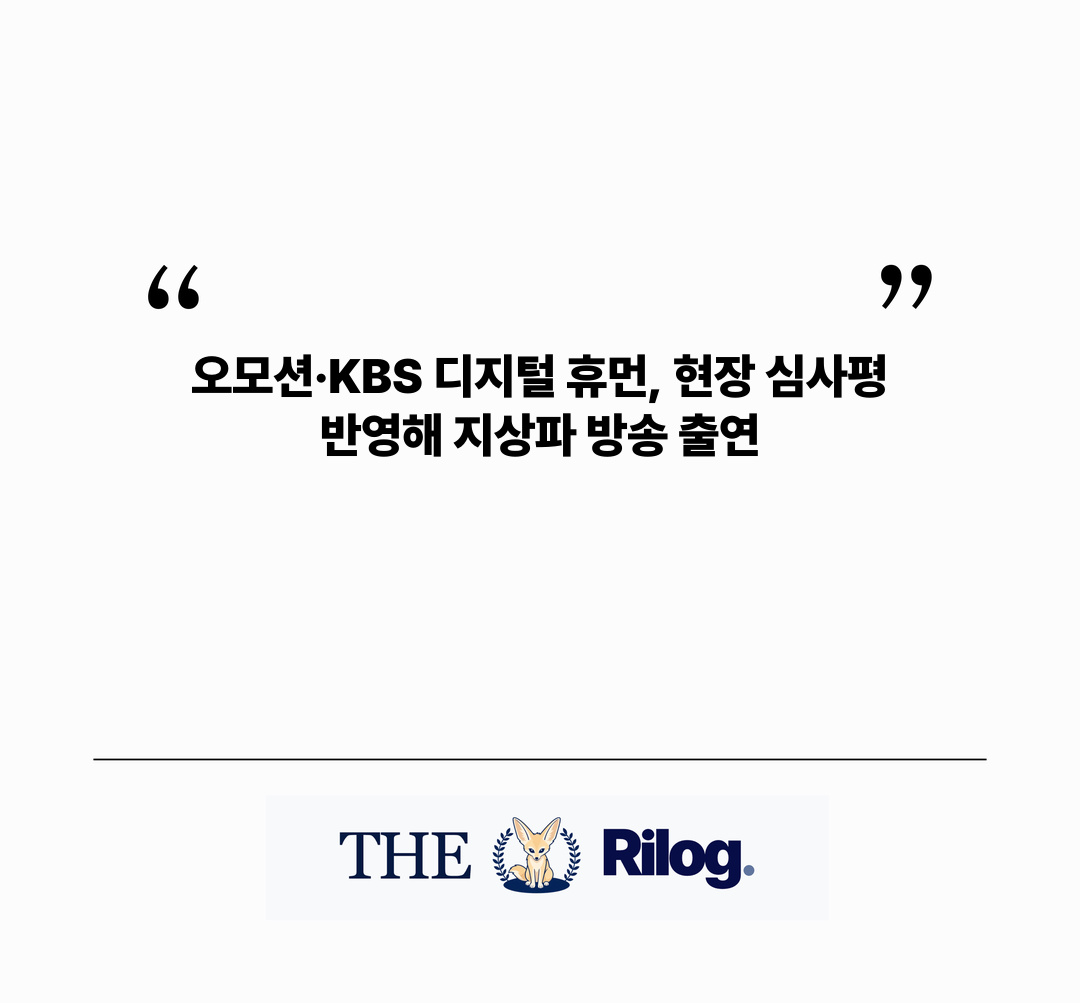 “ ”
오모션·KBS 디지털 휴먼, 현장 심사평
반영해 지상파 방송 출연
THE Rilog.